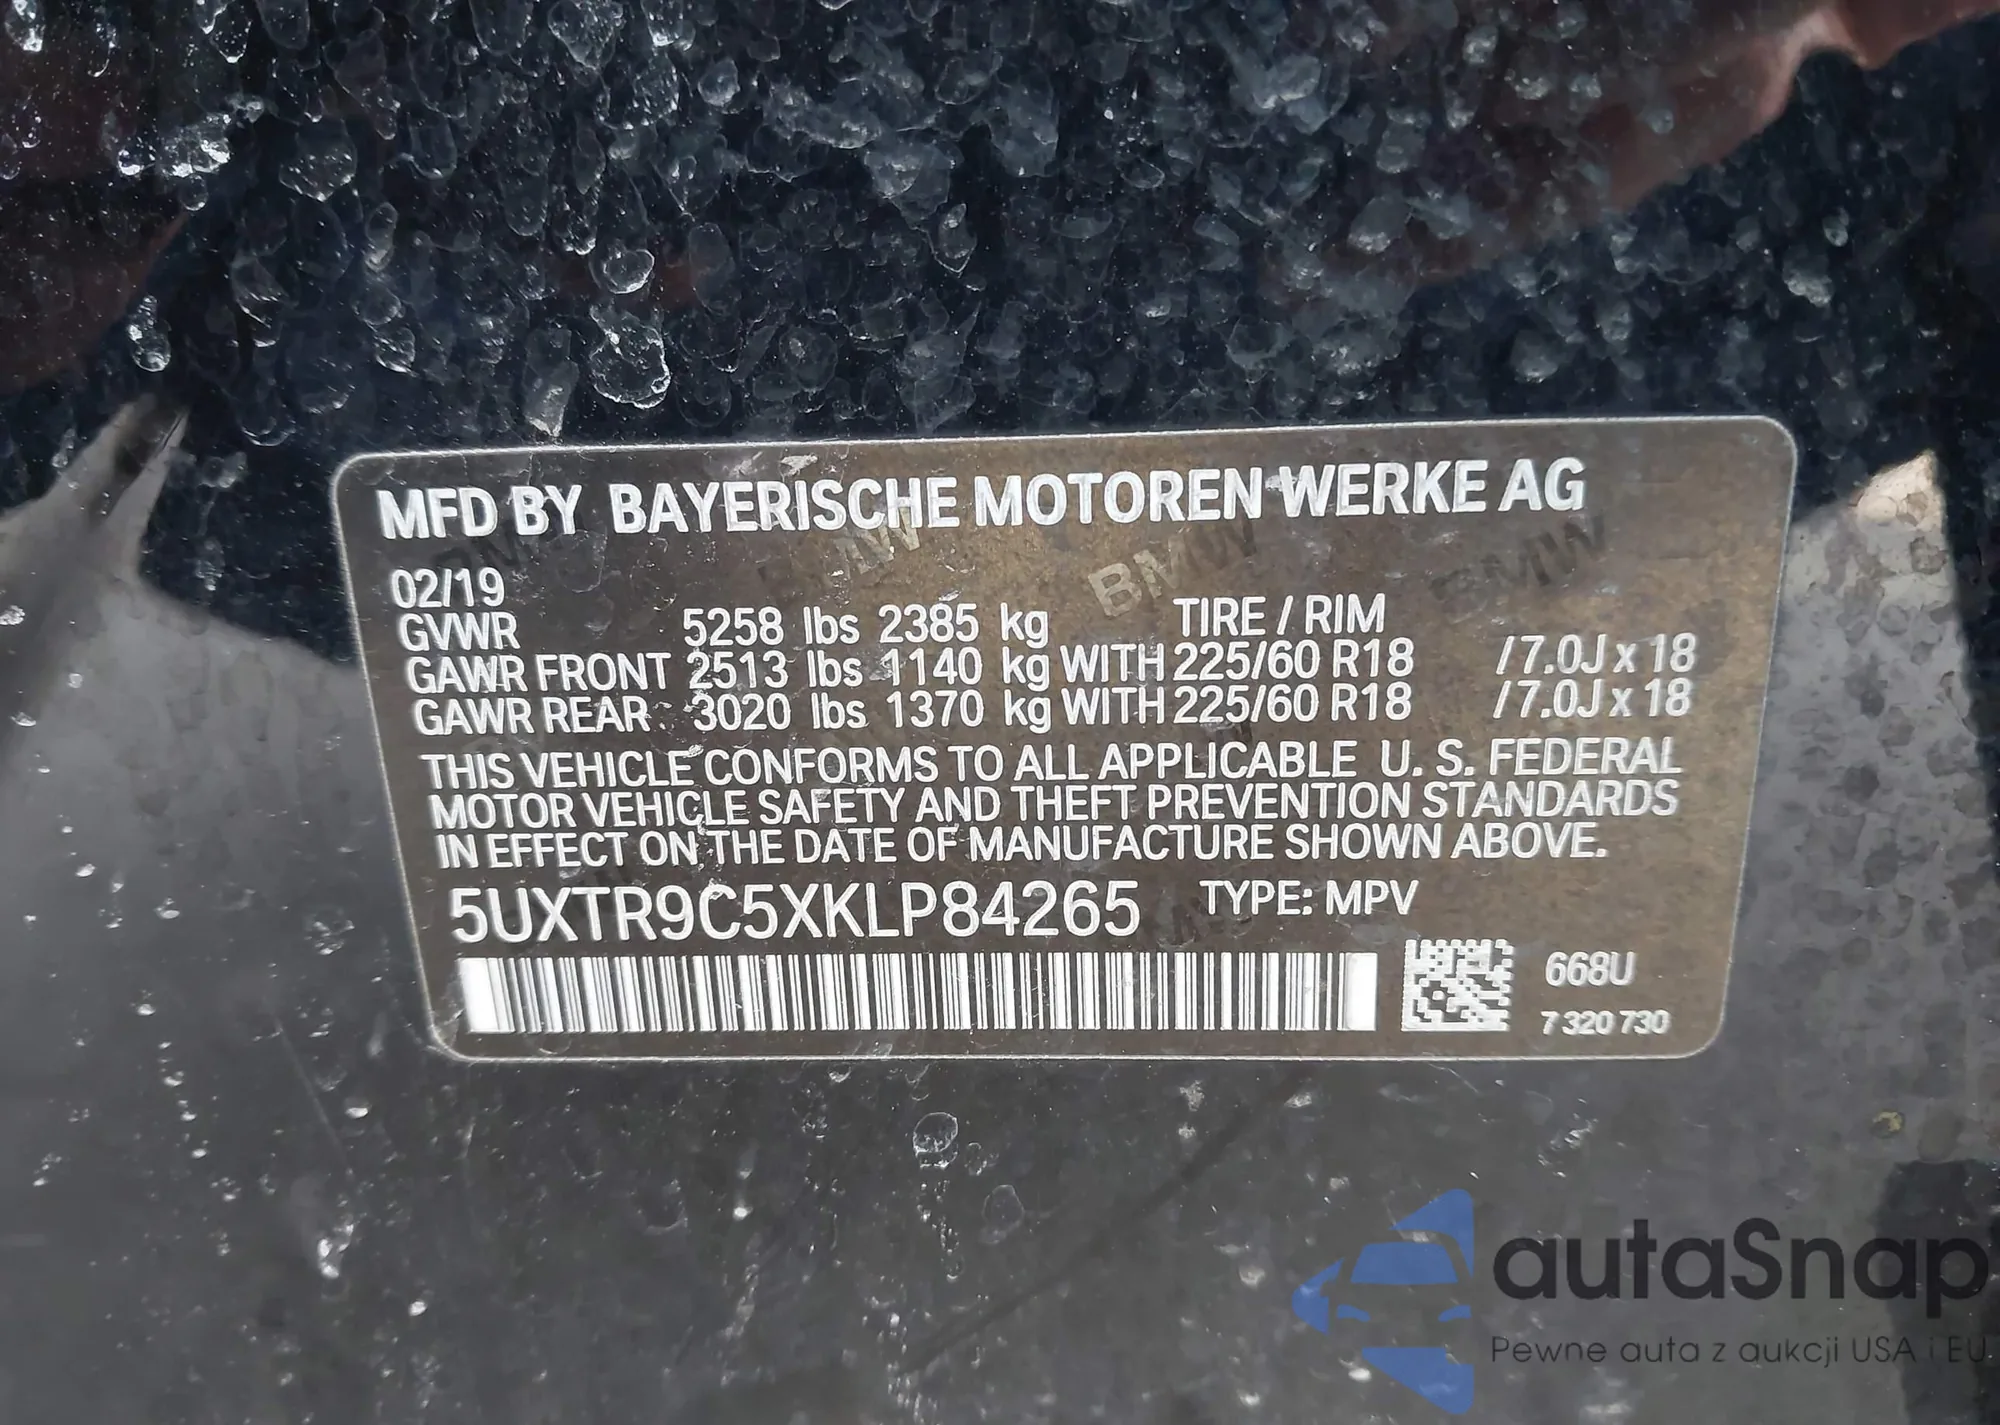 MFD BY BAYERISCHE MOTOREN WERKE AG
BMW BMW BMW BMW
02/19
GVWR 5258 lbs 2385 kg TIRE / RIM
GAWR FRONT 2513 lbs 1140 kg WITH 225/60 R18 /7.0J x 18
GAWR REAR 3020 lbs 1370 kg WITH 225/60 R18 /7.0J x 18
THIS VEHICLE CONFORMS TO ALL APPLICABLE U. S. FEDERAL
MOTOR VEHICLE SAFETY AND THEFT PREVENTION STANDARDS
IN EFFECT ON THE DATE OF MANUFACTURE SHOWN ABOVE.
5UXTR9C5XKLP84265 TYPE: MPV
668U
7 320 730
autaSnap
Pewne auta z aukcji USA i EU